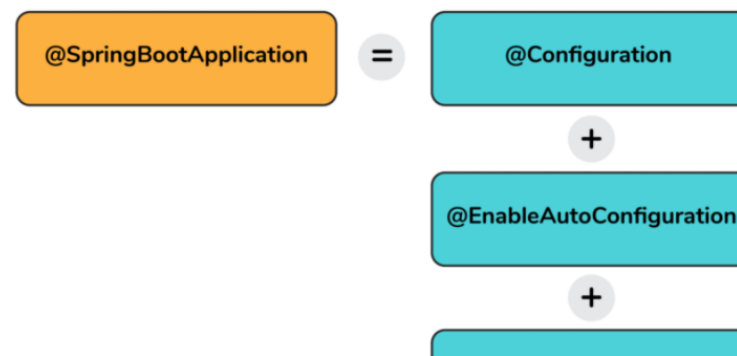 @SpringBootApplication = @Configuration
+
@EnableAutoConfiguration
+